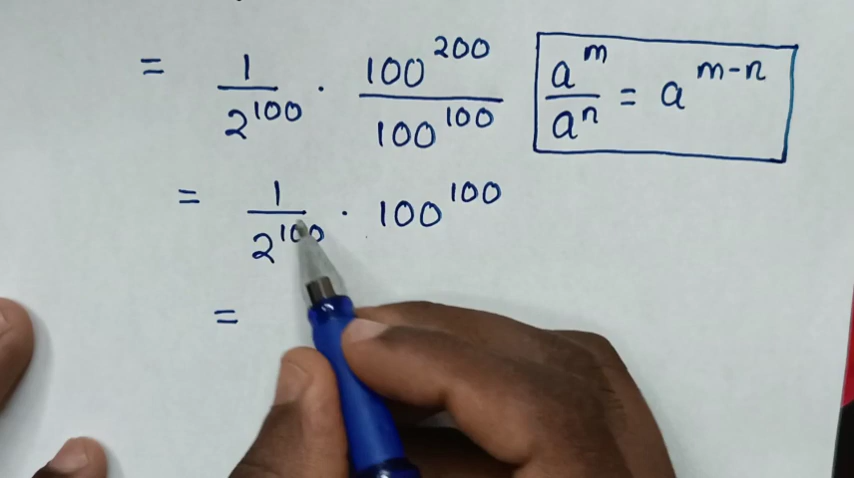 = 1/2^100 · 100^200/100^100
a^m/a^n = a^m-n
= 1/2^100 · 100^100
=